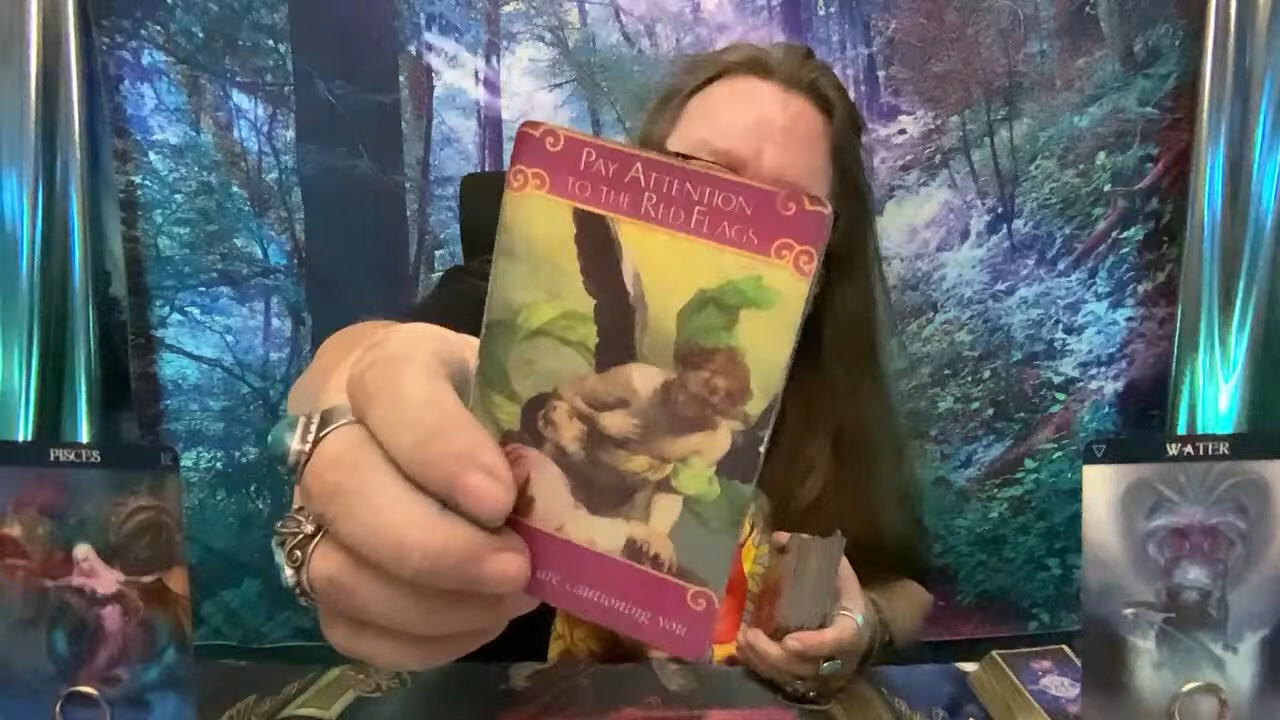 PAY ATTENTION
TO THE RED FLAGS
are cautioning you
PISCES
WATER